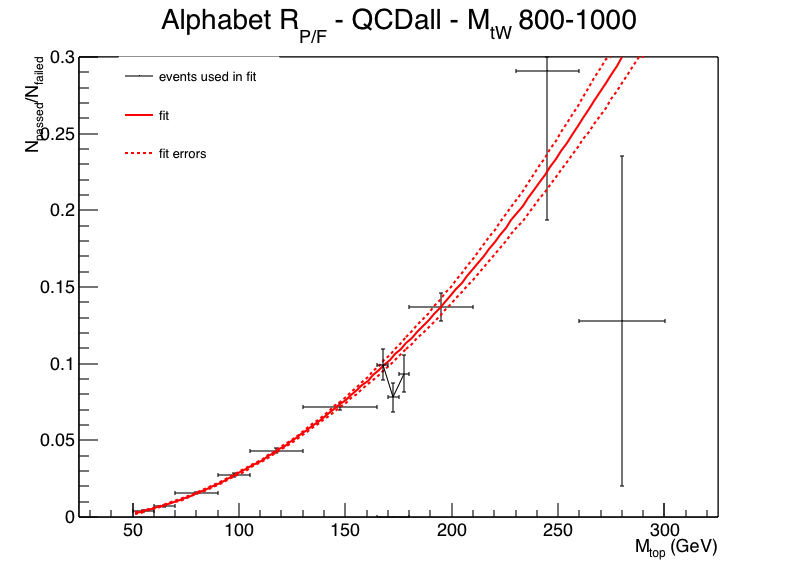 Alphabet R_P/F - QCDall - M_tW 800-1000
N_passed/N_failed
events used in fit
fit
fit errors
0.3
0.25
0.2
0.15
0.1
0.05
0
50 100 150 200 250 300
M_top (GeV)